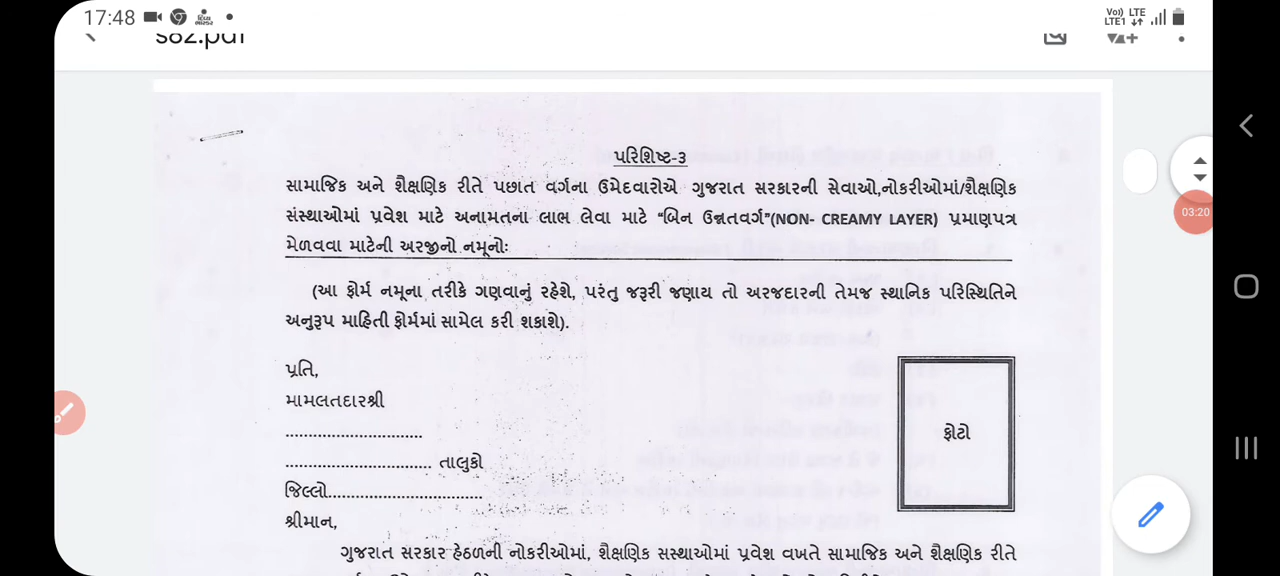 17:48
Vo) LTE
LTE1
s82.pdf
03:20
પરિશિષ્ટ-૩
સામાજિક અને શૈક્ષણિક રીતે પછાત વર્ગના ઉમેદવારોએ ગુજરાત સરકારની સેવાઓ,નોકરીઓમાં/શૈક્ષણિક
સંસ્થાઓમાં પ્રવેશ માટે અનામતના લાભ લેવા માટે “બિન ઉન્નતવર્ગ”(NON- CREAMY LAYER) પ્રમાણપત્ર
મેળવવા માટેની અરજીનો નમૂનોઃ
(આ ફોર્મ નમૂના તરીકે ગણવાનું રહેશે, પરંતુ જરૂરી જણાય તો અરજદારની તેમજ સ્થાનિક પરિસ્થિતિને
અનુરૂપ માહિતી ફોર્મમાં સામેલ કરી શકાશે).
પ્રતિ,
મામલતદારશ્રી
..............................
................................ તાલુકો
જિલ્લો..................................
ફોટો
શ્રીમાન,
ગુજરાત સરકાર હેઠળની નોકરીઓમાં, શૈક્ષણિક સંસ્થાઓમાં પ્રવેશ વખતે સામાજિક અને શૈક્ષણિક રીતે